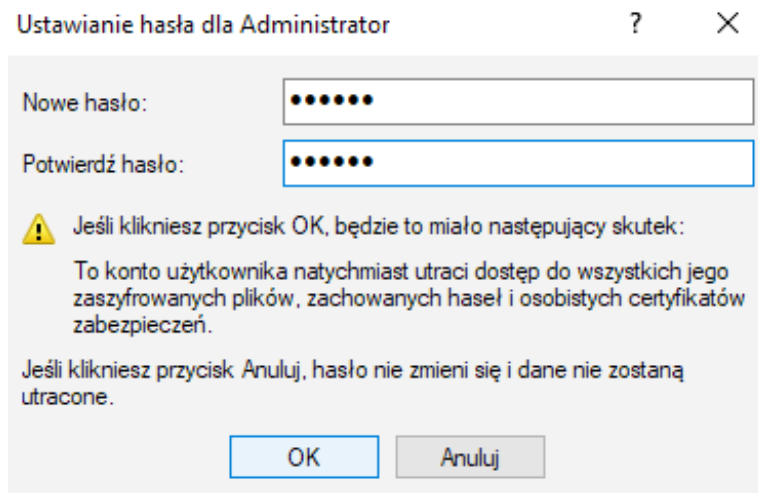 Ustawianie hasła dla Administrator ? ×
Nowe hasło: ●●●●●●
Potwierdź hasło: ●●●●●●
Jeśli klikniesz przycisk OK, będzie to miało następujący skutek:
To konto użytkownika natychmiast utraci dostęp do wszystkich jego
zaszyfrowanych plików, zachowanych haseł i osobistych certyfikatów
zabezpieczeń.
Jeśli klikniesz przycisk Anuluj, hasło nie zmieni się i dane nie zostaną
utracone.
OK Anuluj